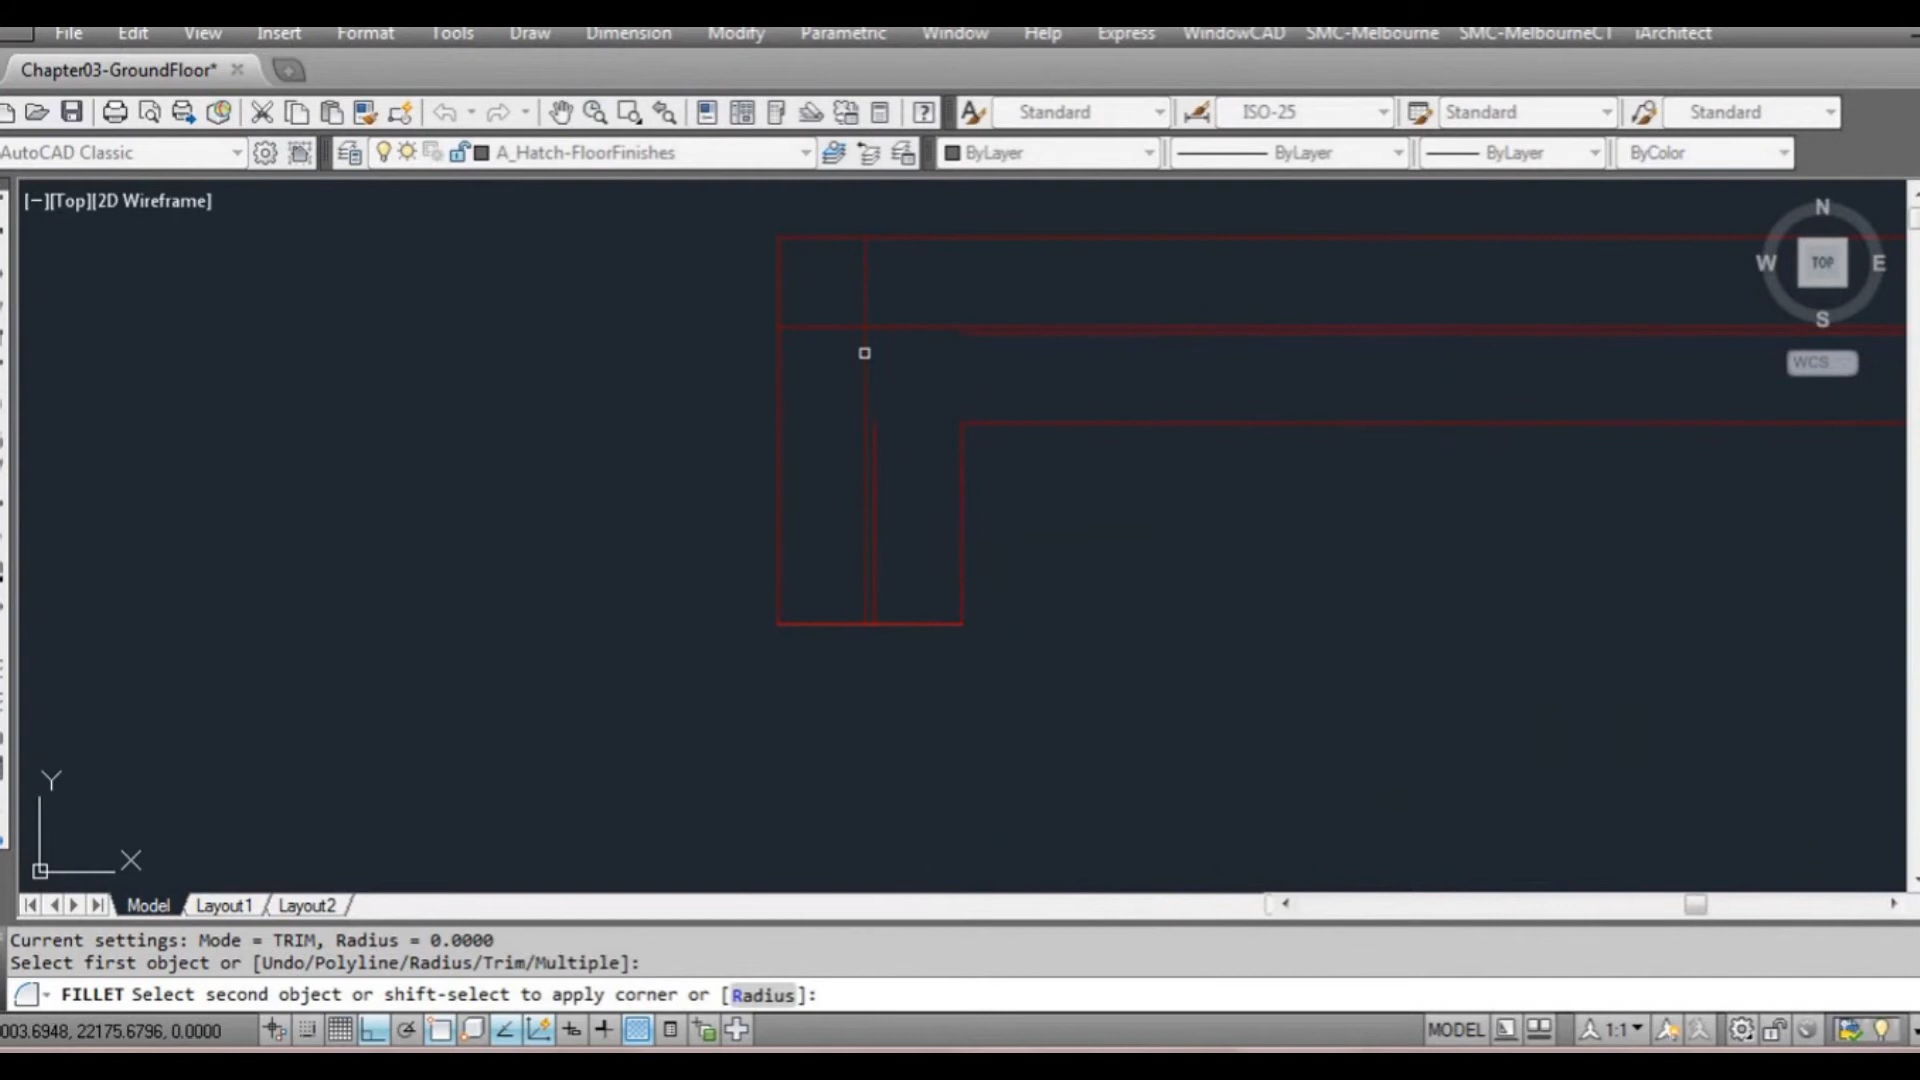 File Edit View Insert Format Tools Draw Dimension Modify Parametric Window Help Express WindowCAD SMC-Melbourne SMC-MelbourneCT iArchitect
Chapter03-GroundFloor*
Standard ISO-25 Standard Standard
AutoCAD Classic A_Hatch-FloorFinishes ByLayer ByLayer ByLayer ByColor
[−][Top][2D Wireframe]
N
W TOP E
S
WCS
Y
X
Model Layout1 Layout2
Current settings: Mode = TRIM, Radius = 0.0000
Select first object or [Undo/Polyline/Radius/Trim/Multiple]:
FILLET Select second object or shift-select to apply corner or [Radius]:
003.6948, 22175.6796, 0.0000 MODEL 1:1